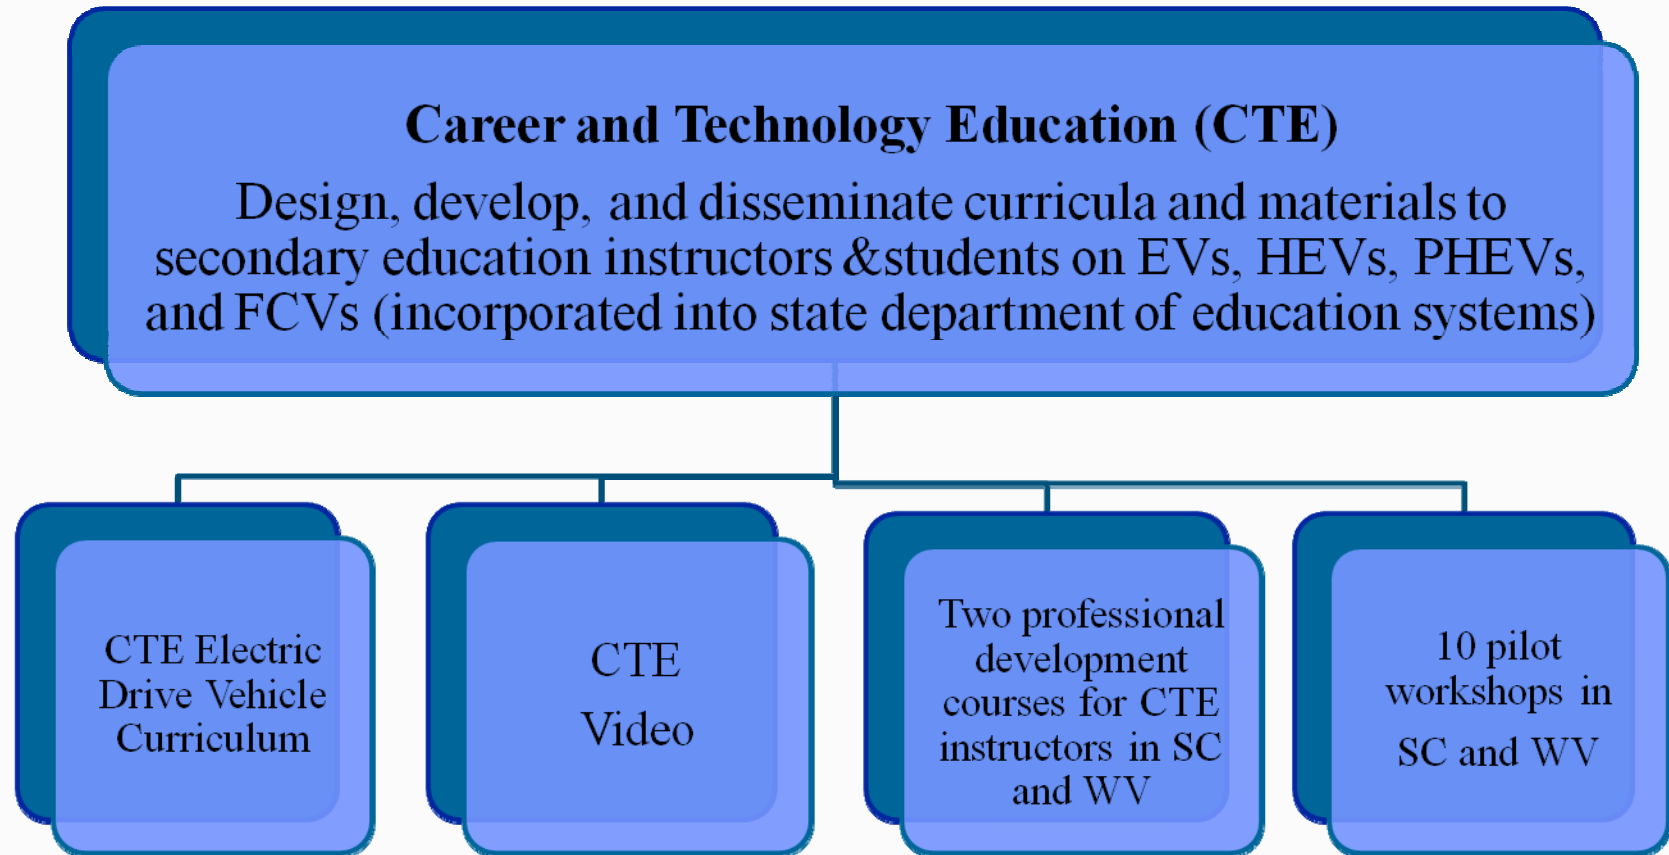 Career and Technology Education (CTE)
Design, develop, and disseminate curricula and materials to
secondary education instructors &students on EVs, HEVs, PHEVs,
and FCVs (incorporated into state department of education systems)
CTE Electric
Drive Vehicle
Curriculum
CTE
Video
Two professional
development
courses for CTE
instructors in SC
and WV
10 pilot
workshops in
SC and WV